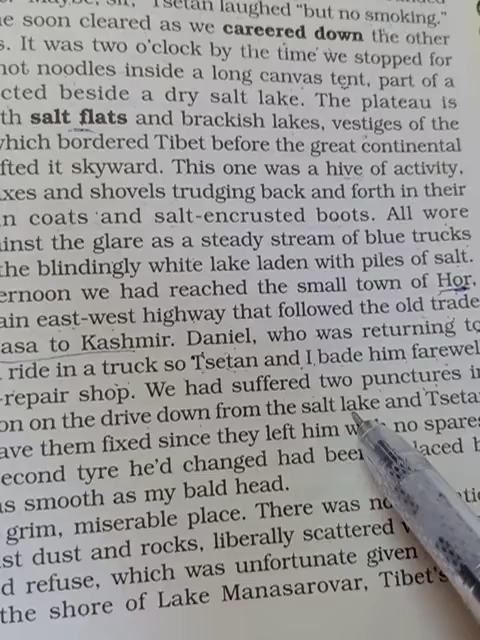 Tsetan laughed "but no smoking."
soon cleared as we careered down the other
It was two o'clock by the time we stopped for
hot noodles inside a long canvas tent, part of a
cted beside a dry salt lake. The plateau is
th salt flats and brackish lakes, vestiges of the
which bordered Tibet before the great continental
fted it skyward. This one was a hive of activity,
xes and shovels trudging back and forth in their
n coats and salt-encrusted boots. All wore
inst the glare as a steady stream of blue trucks
the blindingly white lake laden with piles of salt.
ernoon we had reached the small town of Hor,
ain east-west highway that followed the old trade
asa to Kashmir. Daniel, who was returning to
ride in a truck so Tsetan and I bade him farewel
-repair shop. We had suffered two punctures in
on on the drive down from the salt lake and Tseta
ave them fixed since they left him no spares
econd tyre he'd changed had been laced b
as smooth as my bald head.
grim, miserable place. There was no
st dust and rocks, liberally scattered
d refuse, which was unfortunate given
the shore of Lake Manasarovar, Tibet's